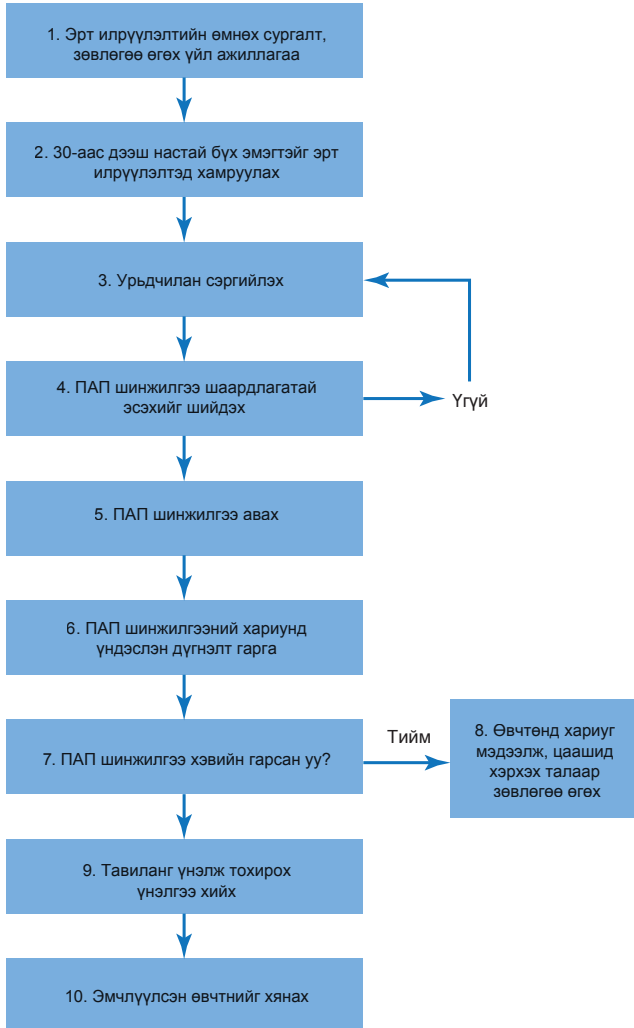 1. Эрт илрүүлэлтийн өмнөх сургалт,
зөвлөгөө өгөх үйл ажиллагаа
2. 30-аас дээш настай бүх эмэгтэйг эрт
илрүүлэлтэд хамруулах
3. Урьдчилан сэргийлэх
4. ПАП шинжилгээ шаардлагатай
эсэхийг шийдэх
Үгүй
5. ПАП шинжилгээ авах
6. ПАП шинжилгээний хариунд
үндэслэн дүгнэлт гарга
7. ПАП шинжилгээ хэвийн гарсан уу?
Тийм
8. Өвчтөнд хариуг
мэдээлж, цаашид
хэрхэх талаар
зөвлөгөө өгөх
9. Тавиланг үнэлж тохирох
үнэлгээ хийх
10. Эмчлүүлсэн өвчтнийг хянах